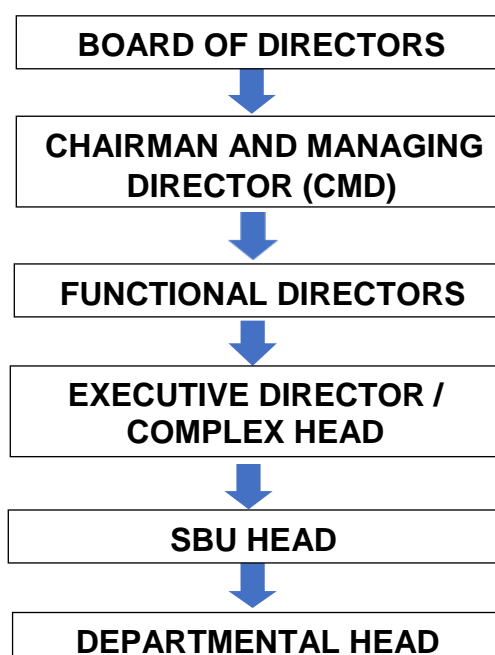 BOARD OF DIRECTORS
CHAIRMAN AND MANAGING
DIRECTOR (CMD)
FUNCTIONAL DIRECTORS
EXECUTIVE DIRECTOR /
COMPLEX HEAD
SBU HEAD
DEPARTMENTAL HEAD